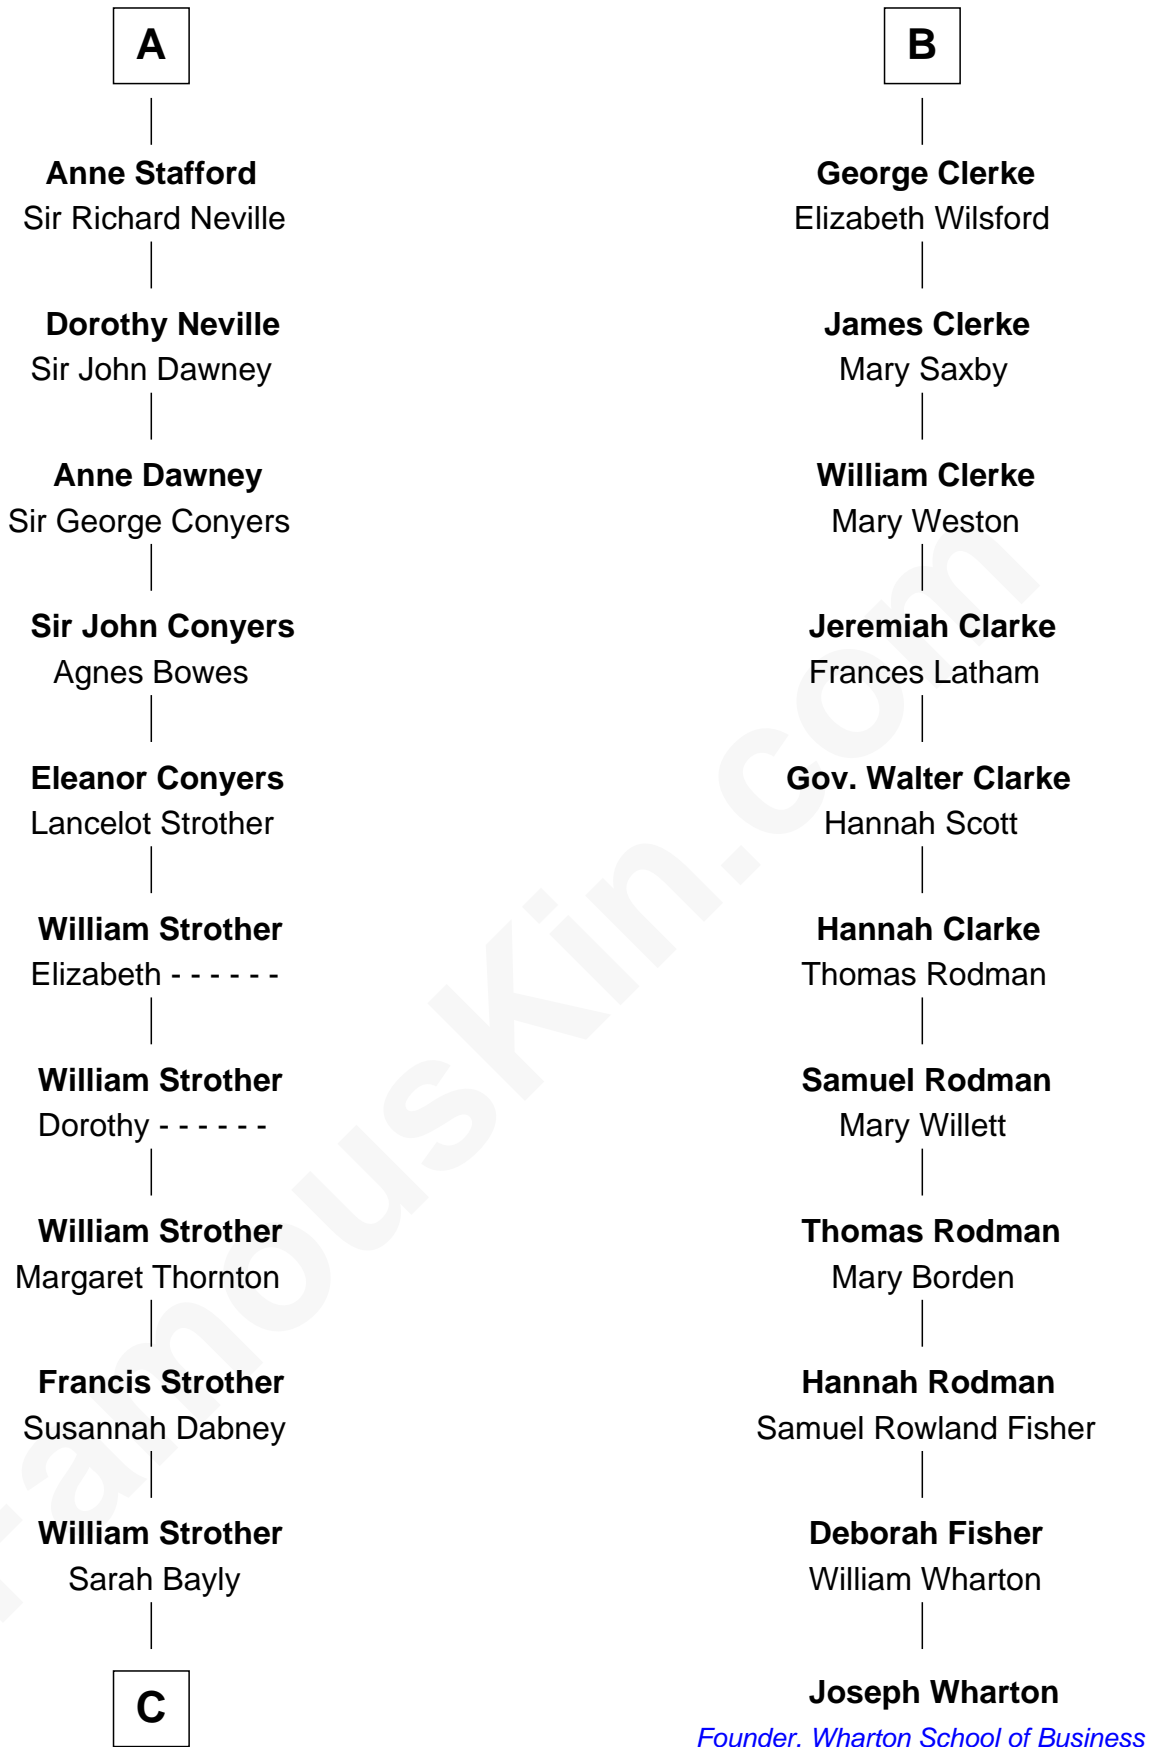 A
Anne Stafford
Sir Richard Neville
Dorothy Neville
Sir John Dawney
Anne Dawney
Sir George Conyers
Sir John Conyers
Agnes Bowes
Eleanor Conyers
Lancelot Strother
William Strother
Elizabeth - - - - - -
William Strother
Dorothy - - - - - -
William Strother
Margaret Thornton
Francis Strother
Susannah Dabney
William Strother
Sarah Bayly
C
B
George Clerke
Elizabeth Wilsford
James Clerke
Mary Saxby
William Clerke
Mary Weston
Jeremiah Clarke
Frances Latham
Gov. Walter Clarke
Hannah Scott
Hannah Clarke
Thomas Rodman
Samuel Rodman
Mary Willett
Thomas Rodman
Mary Borden
Hannah Rodman
Samuel Rowland Fisher
Deborah Fisher
William Wharton
Joseph Wharton
Founder, Wharton School of Business
FamousKin.com